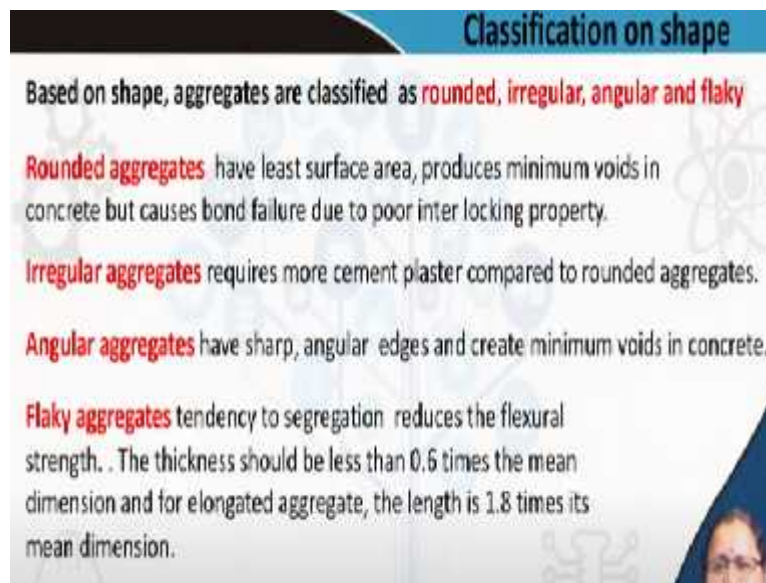 Classification on shape
Based on shape, aggregates are classified as rounded, irregular, angular and flaky
Rounded aggregates have least surface area, produces minimum voids in
concrete but causes bond failure due to poor inter locking property.
Irregular aggregates requires more cement plaster compared to rounded aggregates.
Angular aggregates have sharp, angular edges and create minimum voids in concrete.
Flaky aggregates tendency to segregation reduces the flexural
strength. . The thickness should be less than 0.6 times the mean
dimension and for elongated aggregate, the length is 1.8 times its
mean dimension.